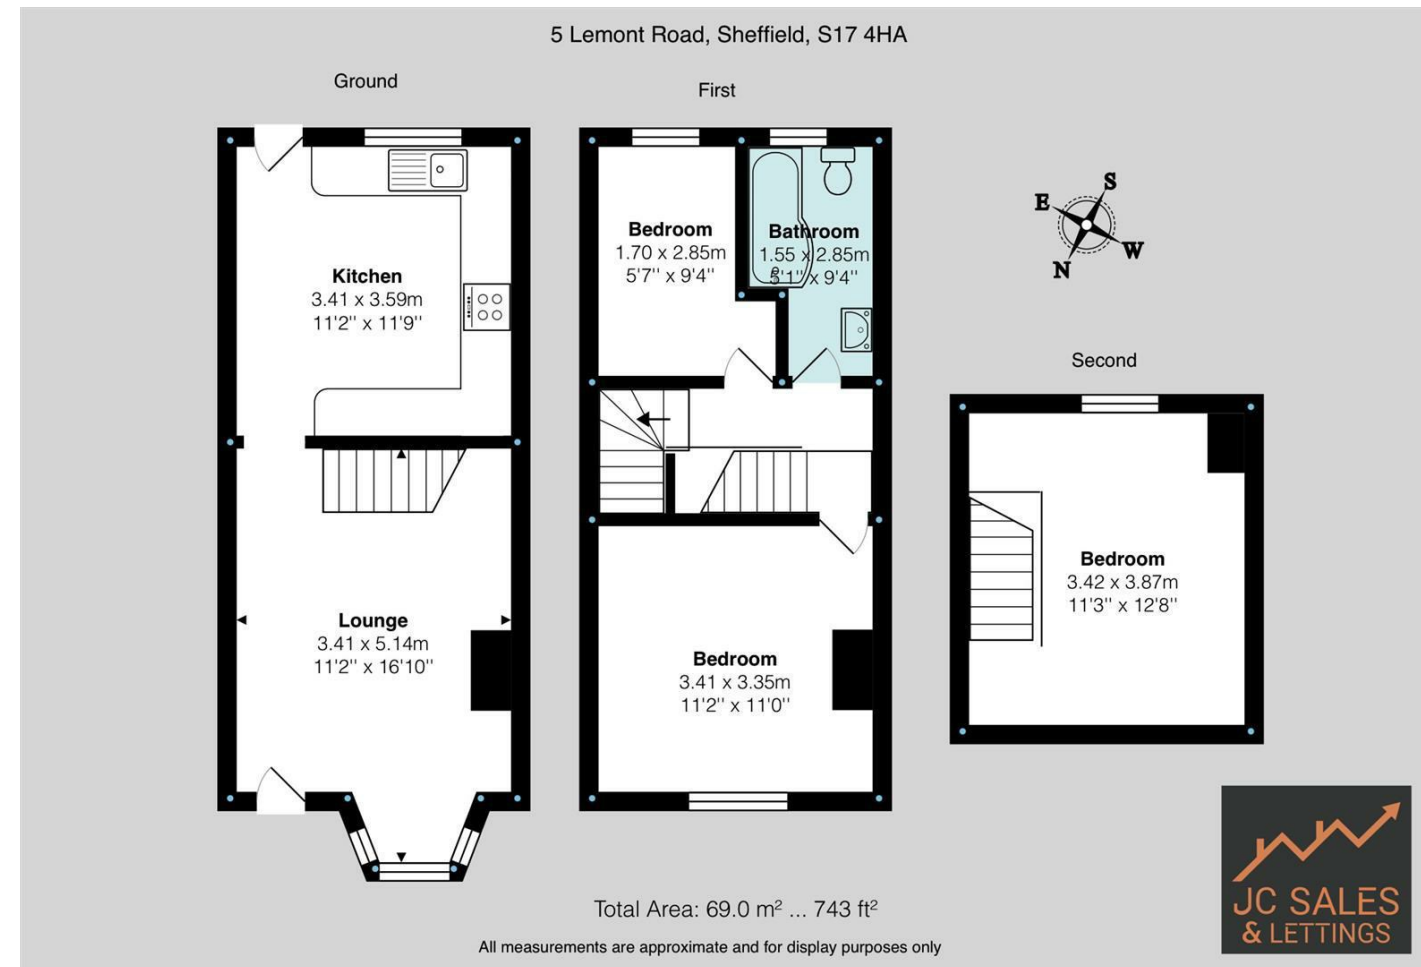 5 Lemont Road, Sheffield, S17 4HA
Ground
First
Kitchen
3.41 x 3.59m
11'2'' x 11'9''
Lounge
3.41 x 5.14m
11'2'' x 16'10''
Bedroom
1.70 x 2.85m
5'7'' x 9'4''
Bathroom
1.55 x 2.85m
5'1'' x 9'4''
Bedroom
3.41 x 3.35m
11'2'' x 11'0''
S
E
W
N
Second
Bedroom
3.42 x 3.87m
11'3'' x 12'8''
Total Area: 69.0 m² ... 743 ft²
All measurements are approximate and for display purposes only
JC SALES
& LETTINGS